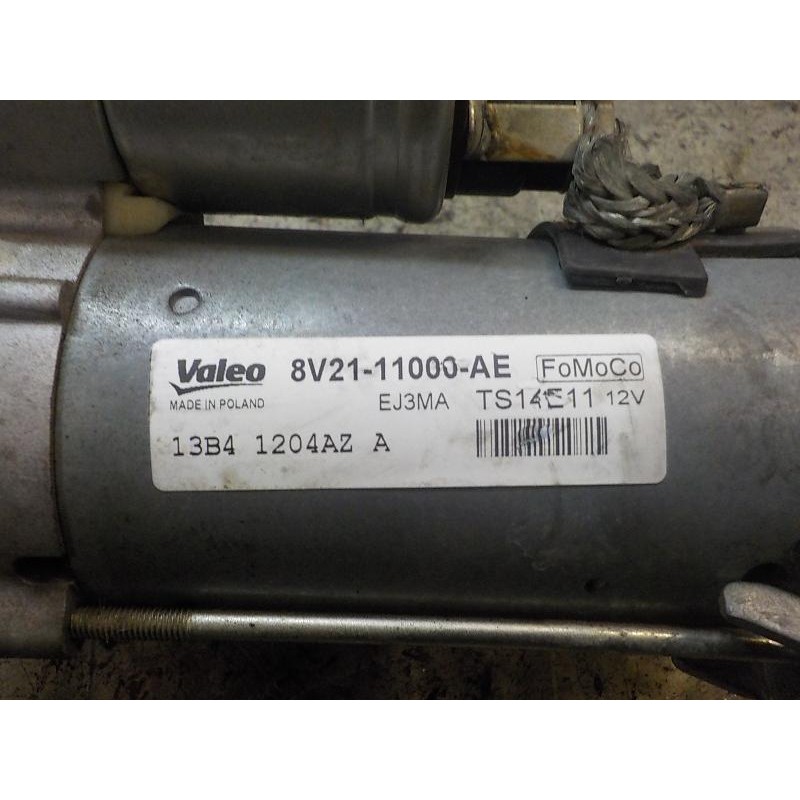 Valeo 8V21-11000-AE FoMoCo
MADE IN POLAND EJ3MA TS14E11 12V
13B4 1204AZ A